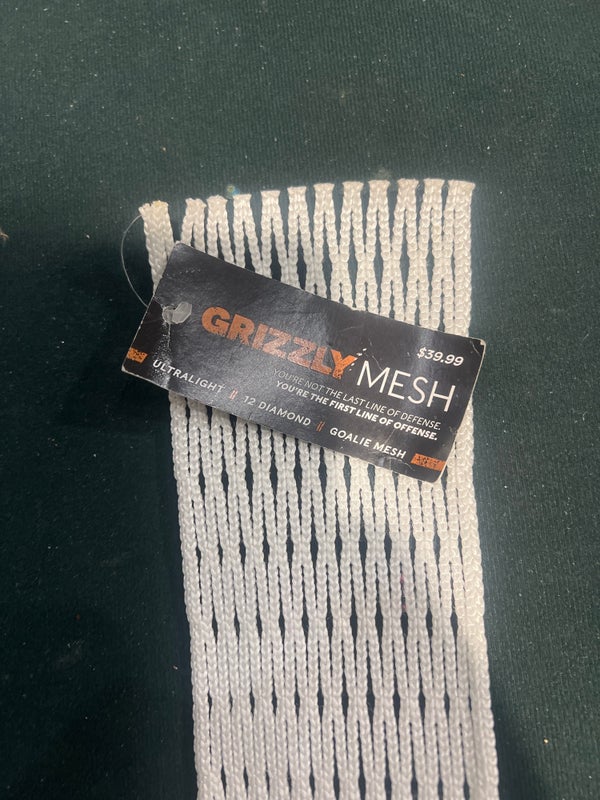 $39.99
GRIZZLY MESH
YOU'RE NOT THE LAST LINE OF DEFENSE.
YOU'RE THE FIRST LINE OF OFFENSE.
ULTRALIGHT // 12 DIAMOND // GOALIE MESH